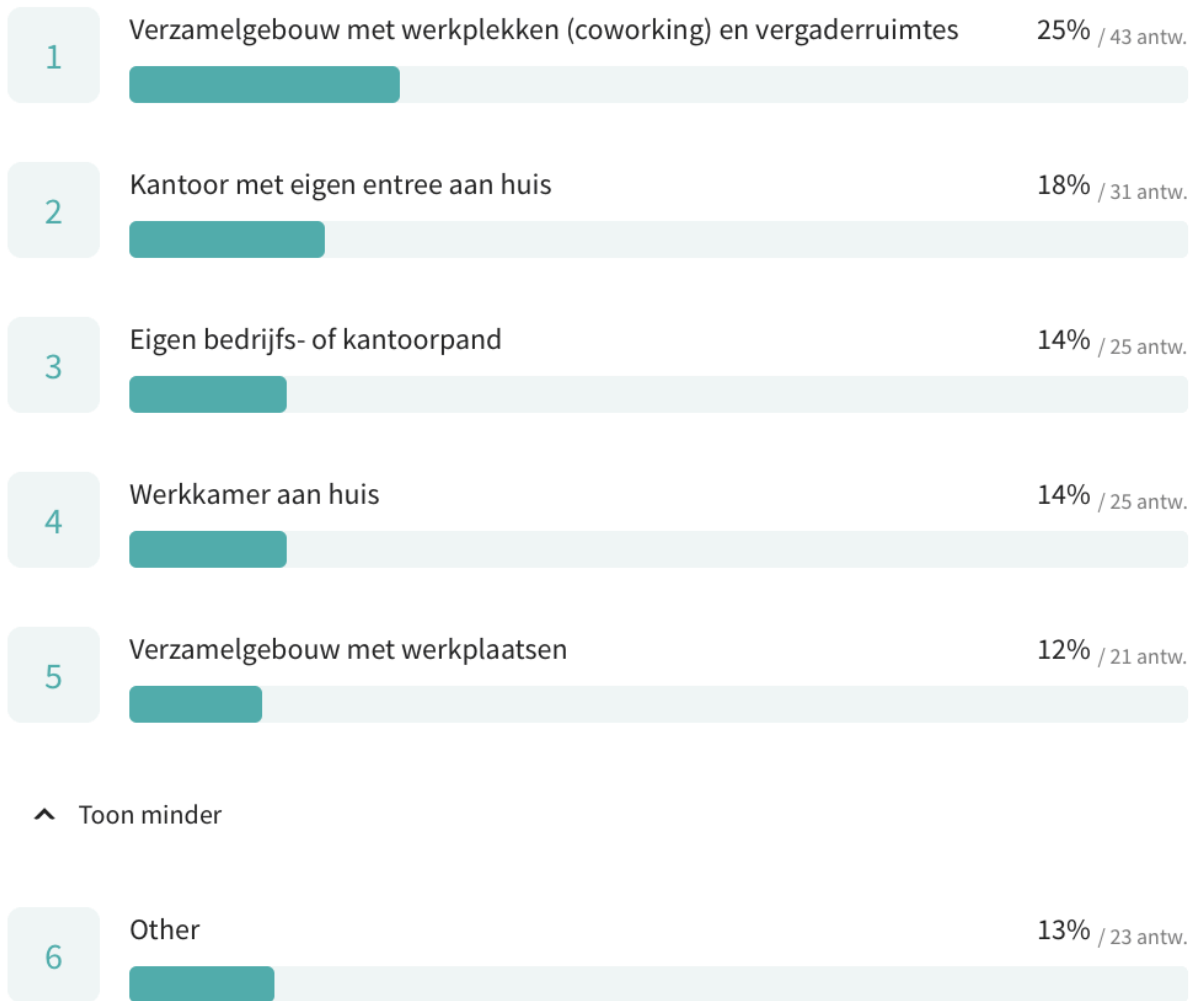 1
Verzamelgebouw met werkplekken (coworking) en vergaderruimtes 25% / 43 antw.
2
Kantoor met eigen entree aan huis 18% / 31 antw.
3
Eigen bedrijfs- of kantoorpand 14% / 25 antw.
4
Werkkamer aan huis 14% / 25 antw.
5
Verzamelgebouw met werkplaatsen 12% / 21 antw.
Toon minder
6
Other 13% / 23 antw.